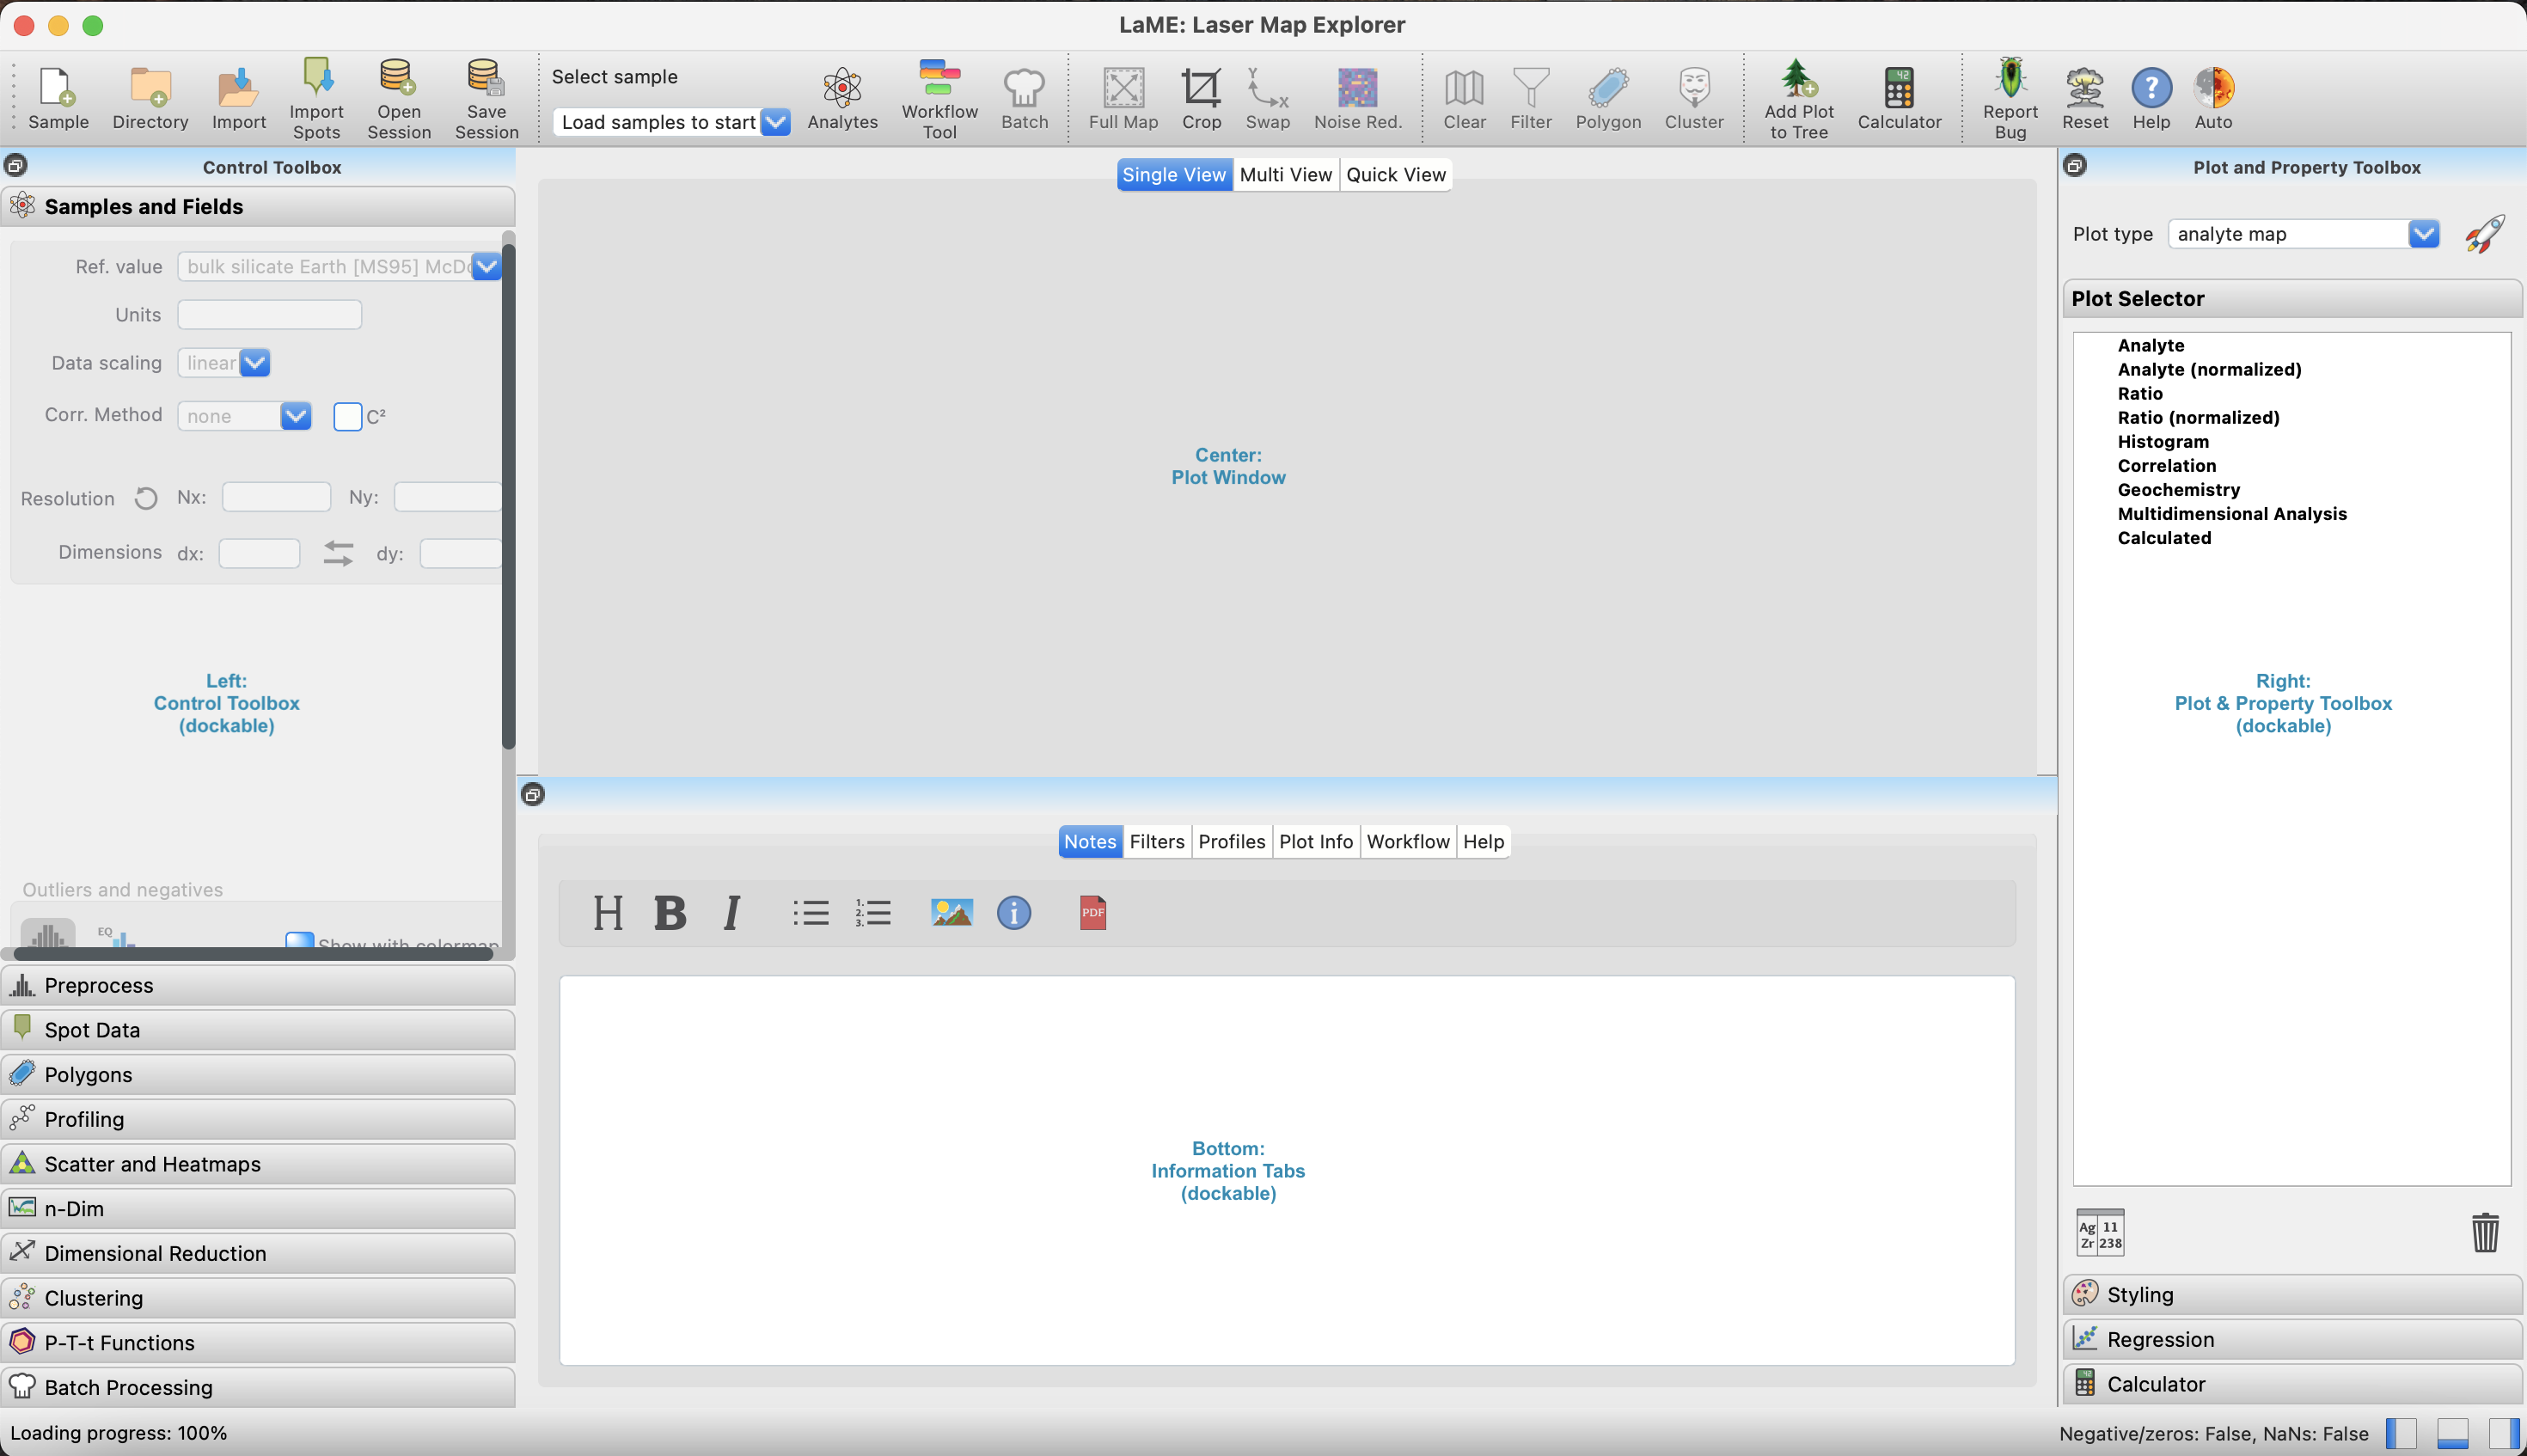 LaME: Laser Map Explorer
Sample
Directory
Import
Import
Spots
Open
Session
Save
Session
Select sample
Load samples to start
Analytes
Workflow
Tool
Batch
Full Map
Crop
Y
X
Swap
Noise Red.
Clear
Filter
Polygon
Cluster
Add Plot
to Tree
42
Calculator
Report
Bug
Reset
?
Help
Auto
Control Toolbox
Samples and Fields
Ref. value
bulk silicate Earth [MS95] McDo
Units
Data scaling
linear
Corr. Method
none
C²
Resolution
Nx:
Ny:
Dimensions
dx:
dy:
Left:
Control Toolbox
(dockable)
Outliers and negatives
EQ
Show with colormap
Preprocess
Spot Data
Polygons
Profiling
Scatter and Heatmaps
n-Dim
Dimensional Reduction
Clustering
P-T-t Functions
Batch Processing
Loading progress: 100%
Single View
Multi View
Quick View
Center:
Plot Window
Notes
Filters
Profiles
Plot Info
Workflow
Help
H B I
1.
2.
3.
i
PDF
Bottom:
Information Tabs
(dockable)
Plot and Property Toolbox
Plot type
analyte map
Plot Selector
Analyte
Analyte (normalized)
Ratio
Ratio (normalized)
Histogram
Correlation
Geochemistry
Multidimensional Analysis
Calculated
Right:
Plot & Property Toolbox
(dockable)
Ag 11
Zr 238
Styling
Regression
Calculator
Negative/zeros: False, NaNs: False